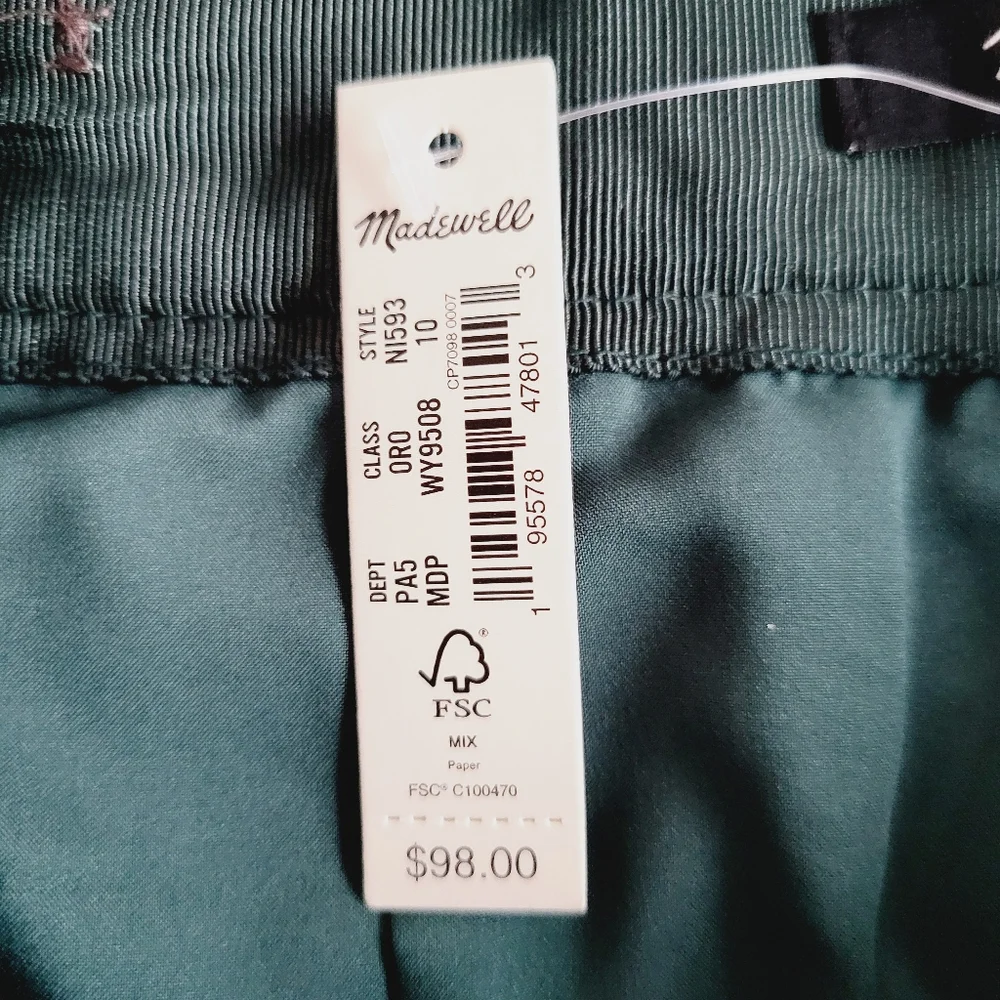 Madewell
DEPT CLASS STYLE
PA5 0R0 NI593
MDP WY9508 10
CP7098 0007
1 95578 47801 3
FSC®
MIX
Paper
FSC® C100470
$98.00